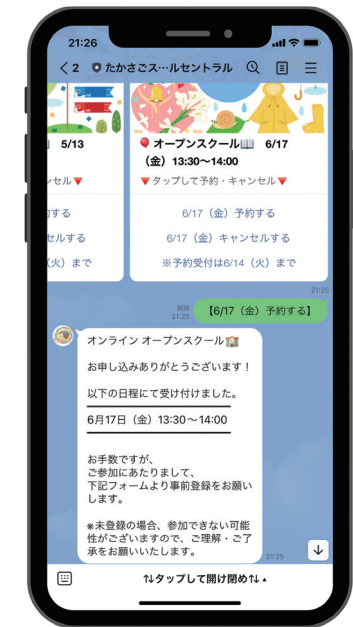 21:26
2 たかさごス…ルセントラル
5/13
オープンスクール 6/17
(金) 13:30〜14:00
ンセル▼
▼タップして予約・キャンセル▼
約する
6/17(金)予約する
セルする
6/17(金)キャンセルする
(火)まで
※予約受付は6/14(火)まで
21:25
既読
21:25
【6/17(金)予約する】
オンライン オープンスクール
お申し込みありがとうございます!
以下の日程にて受け付けました。
6月17日(金)13:30〜14:00
お手数ですが、
ご参加にあたりまして、
下記フォームより事前登録をお願い
します。
※未登録の場合、参加できない可能
性がございますので、ご理解・ご了
承をお願いいたします。
21:25
⇅タップして開け閉め⇅▲